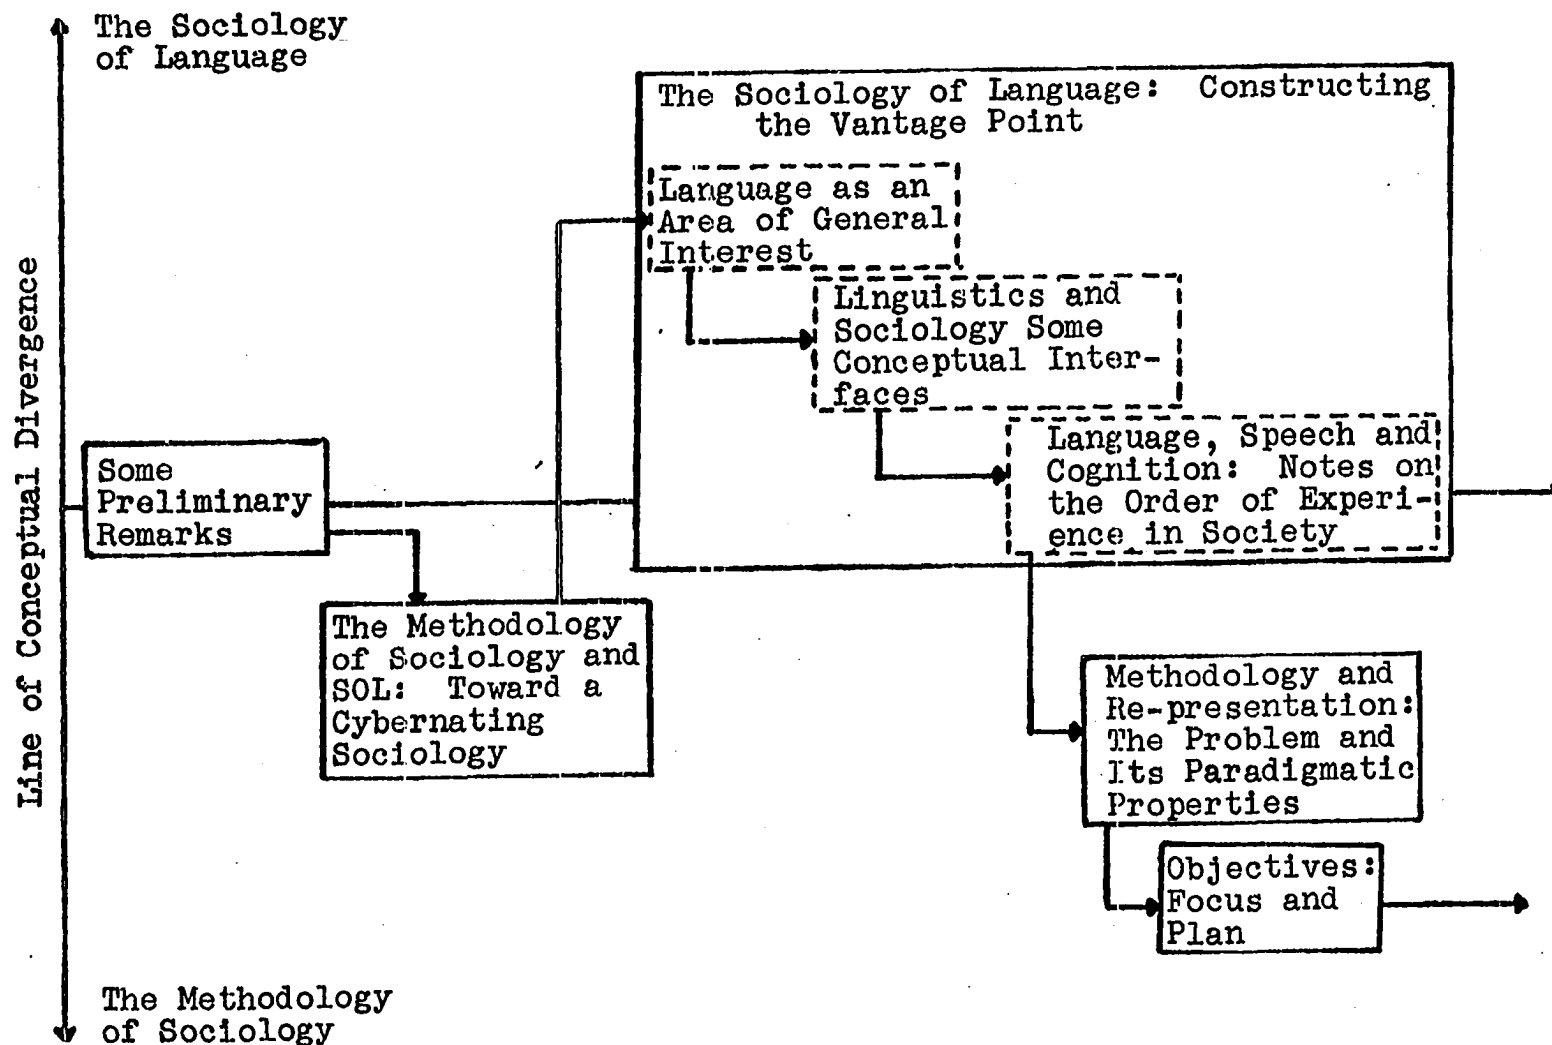 The Sociology
of Language
The Sociology of Language: Constructing
the Vantage Point
Language as an
Area of General
Interest
Linguistics and
Sociology Some
Conceptual Inter-
faces
Language, Speech and
Cognition: Notes on
the Order of Experi-
ence in Society
Line of Conceptual Divergence
Some
Preliminary
Remarks
The Methodology
of Sociology and
SOL: Toward a
Cybernating
Sociology
Methodology and
Re-presentation:
The Problem and
Its Paradigmatic
Properties
Objectives:
Focus and
Plan
The Methodology
of Sociology